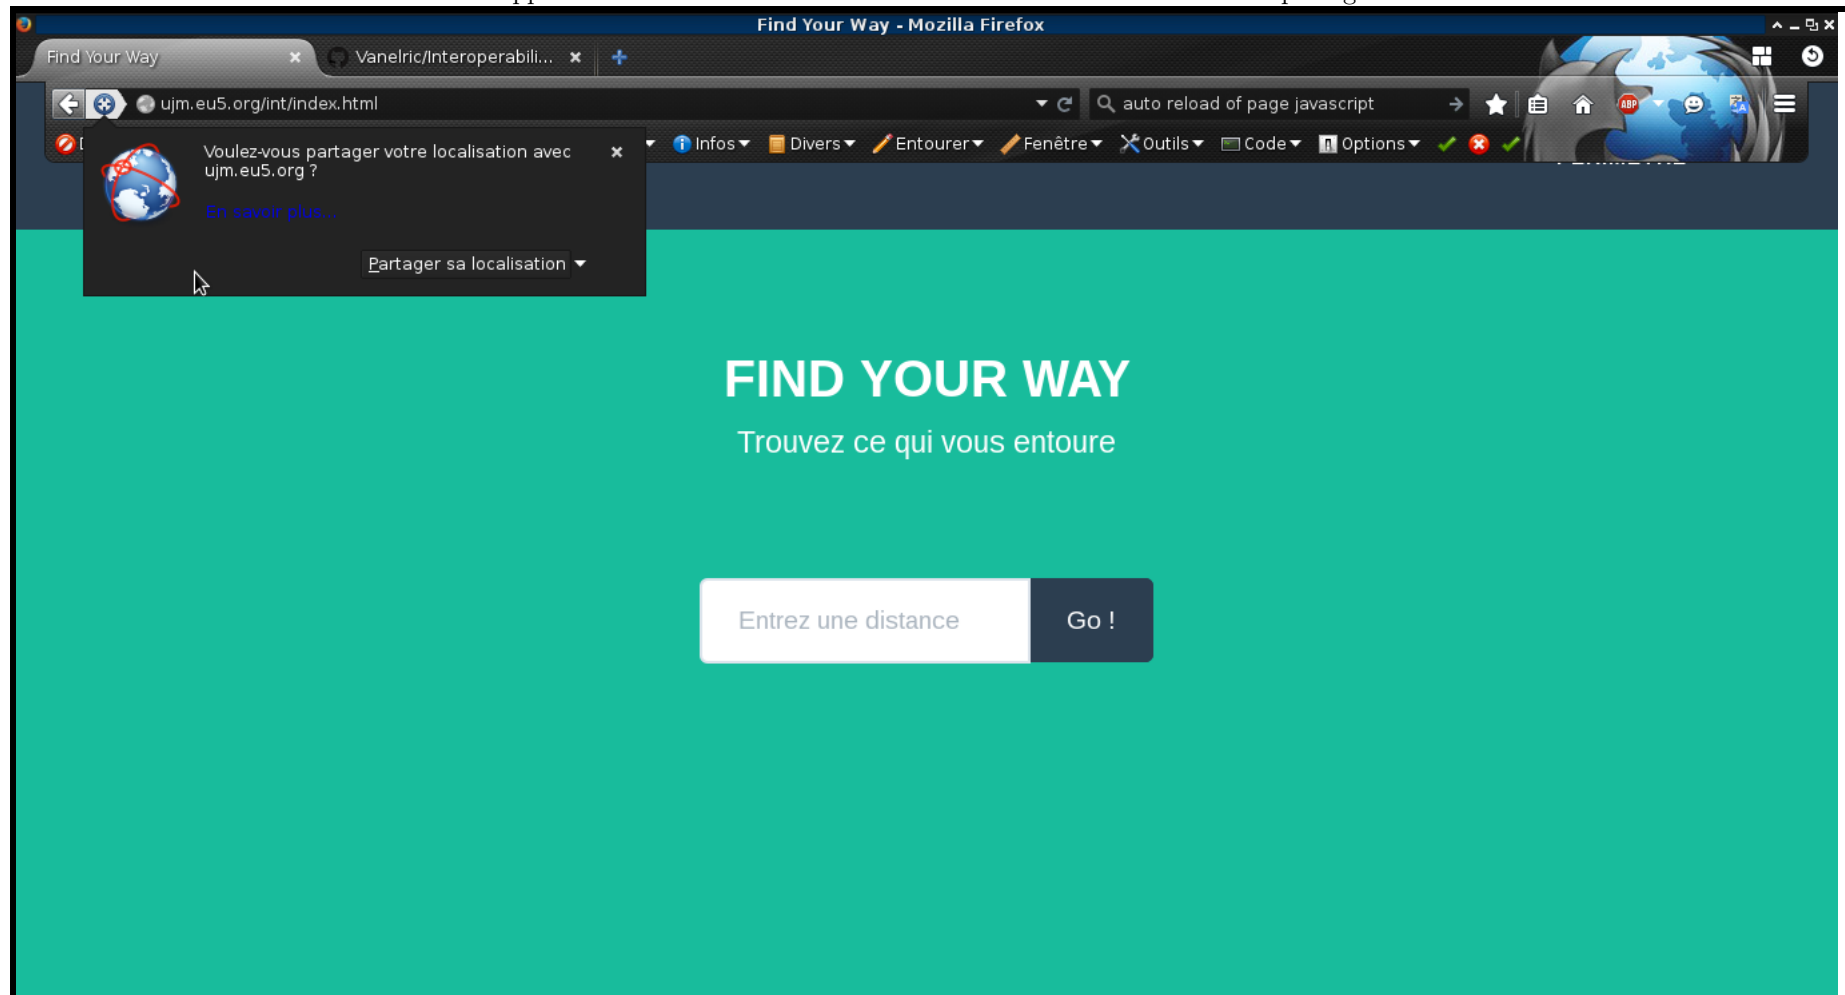 Find Your Way - Mozilla Firefox
Find Your Way
Vanelric/Interoperabili...
ujm.eu5.org/int/index.html
auto reload of page javascript
ABP
Infos
Divers
Entourer
Fenêtre
Outils
Code
Options
Voulez-vous partager votre localisation avec
ujm.eu5.org ?
En savoir plus...
Partager sa localisation
FIND YOUR WAY
Trouvez ce qui vous entoure
Entrez une distance
Go !